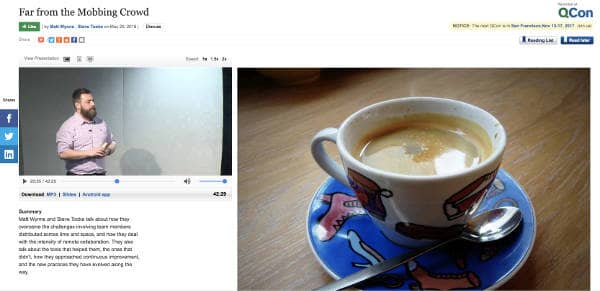 Far from the Mobbing Crowd
Like | by Matt Wynne, Steve Tooke on May 29, 2016 | Discuss
Recorded at
QCon
NOTICE: The next QCon is in San Francisco, Nov 13-17, 2017. Join us!
Share
Reading List
Read later
View Presentation
Speed: 1x 1.5x 2x
Share
42:29
Download: MP3 | Slides | Android app
42:29
Summary
Matt Wynne and Steve Tooke talk about how they
overcame the challenges involving team members
distributed across time and space, and how they deal
with the intensity of remote collaboration. They also
talk about the tools that helped them, the ones that
didn't, how they approached continuous improvement,
and the new practices they have evolved along the
way.